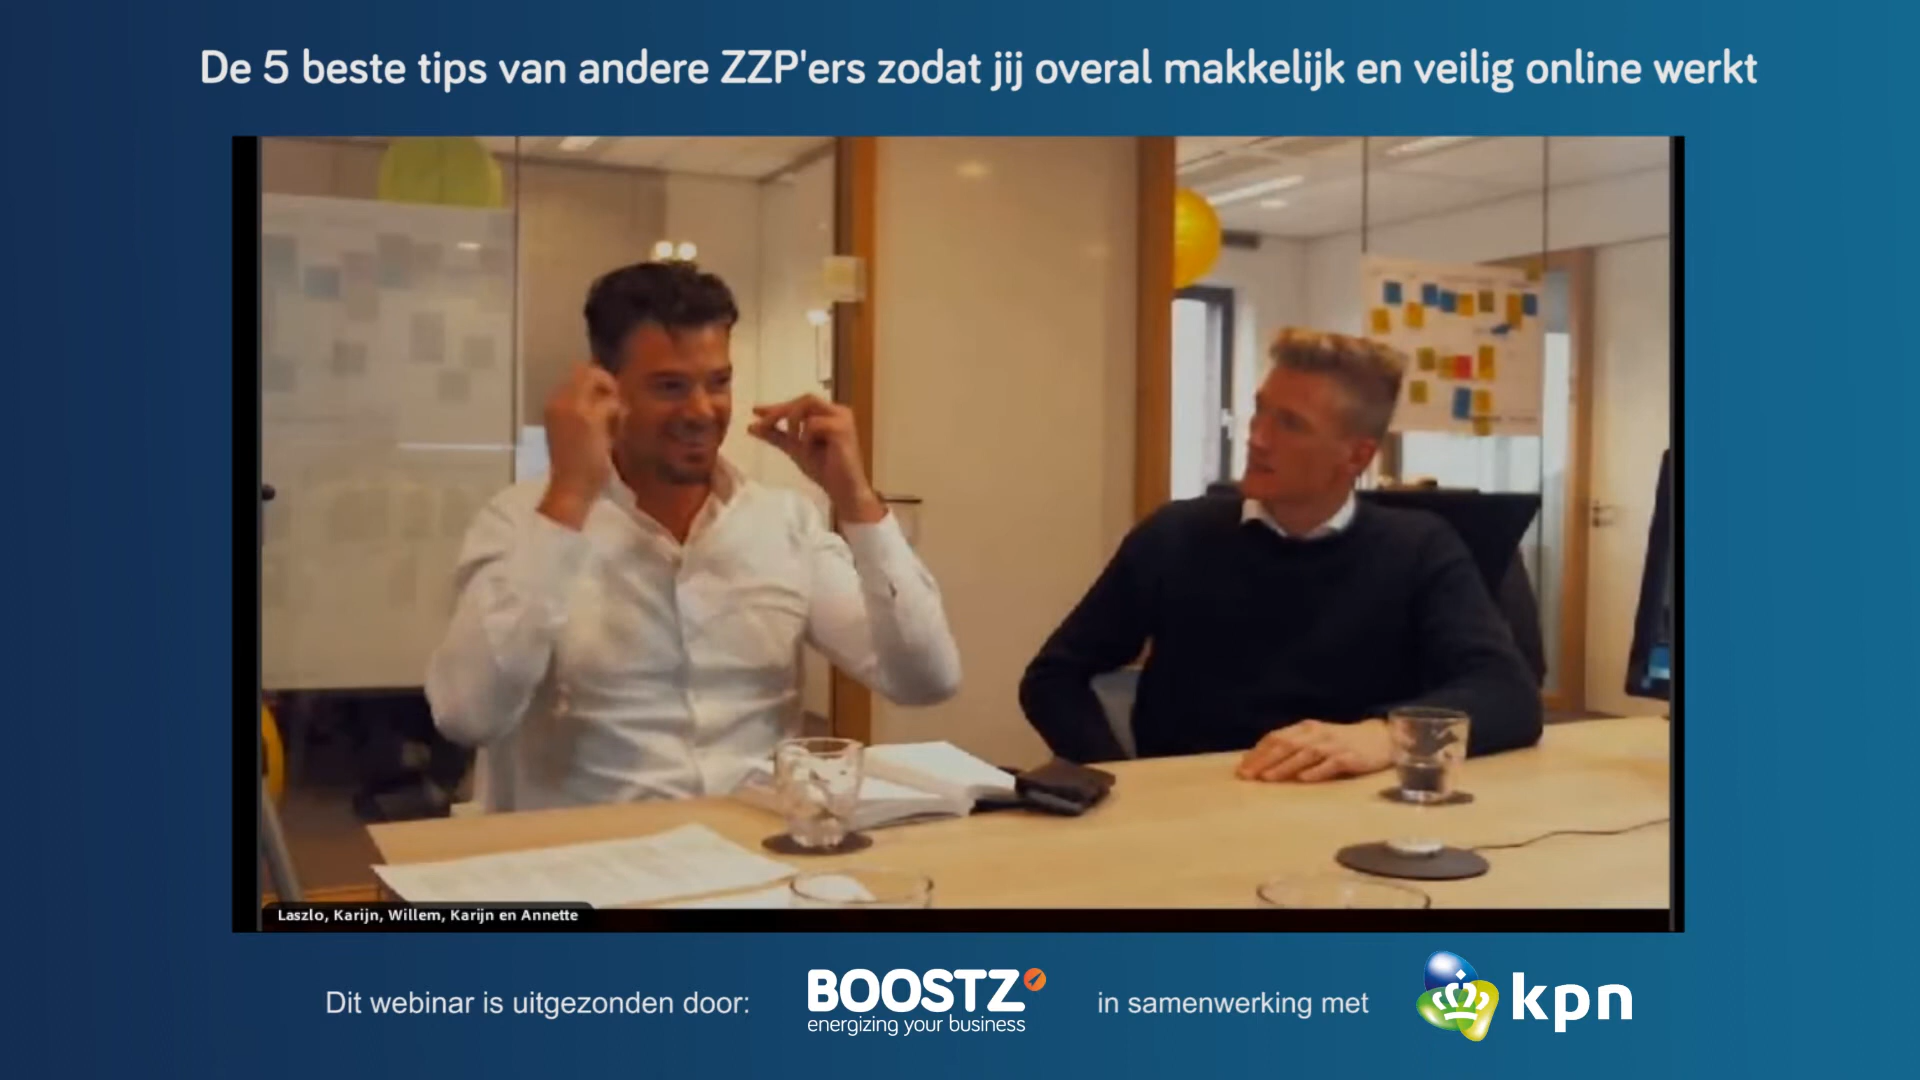 De 5 beste tips van andere ZZP'ers zodat jij overal makkelijk en veilig online werkt
Laszlo, Karijn, Willem, Karijn en Annette
Dit webinar is uitgezonden door:
BOOSTZ
energizing your business
in samenwerking met
kpn